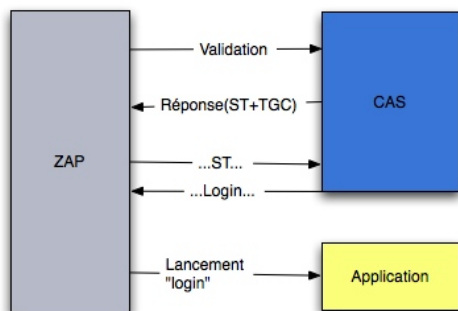 Validation
Réponse(ST+TGC)
CAS
ZAP
...ST...
...Login...
Lancement
"login"
Application